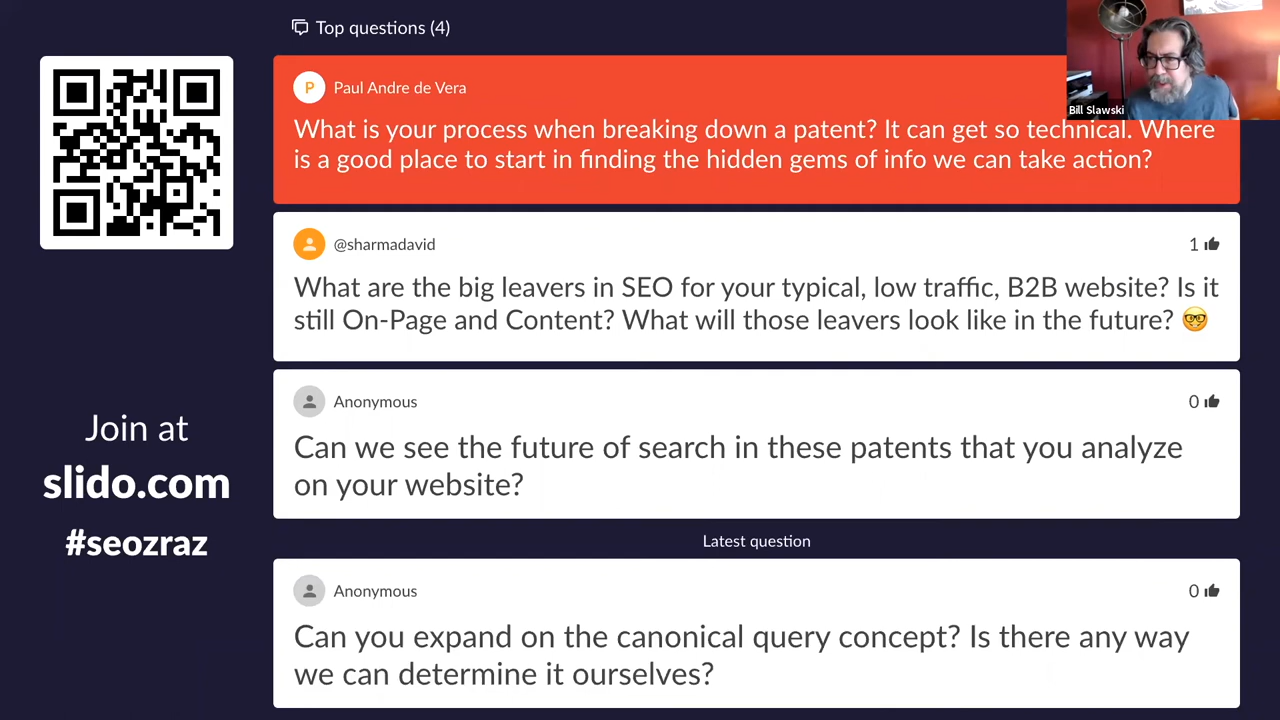 Top questions (4)
Bill Slawski
P
Paul Andre de Vera
What is your process when breaking down a patent? It can get so technical. Where
is a good place to start in finding the hidden gems of info we can take action?
@sharmadavid
1
What are the big leavers in SEO for your typical, low traffic, B2B website? Is it
still On-Page and Content? What will those leavers look like in the future? 🤓
Anonymous
0
Can we see the future of search in these patents that you analyze
on your website?
Join at
slido.com
#seozraz
Latest question
Anonymous
0
Can you expand on the canonical query concept? Is there any way
we can determine it ourselves?